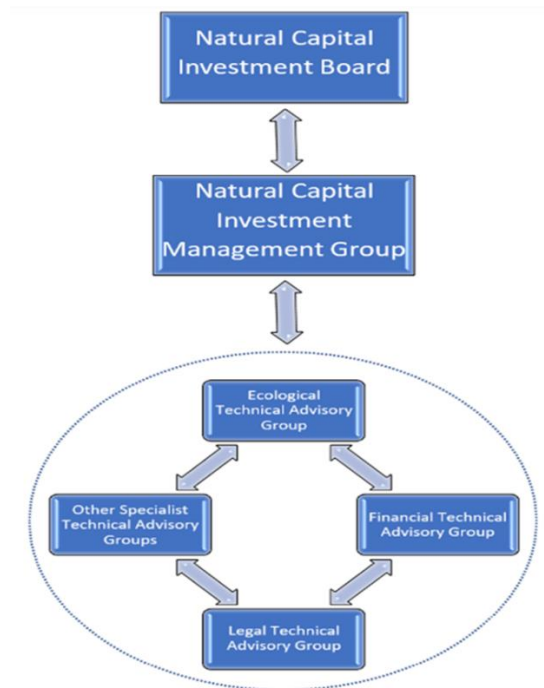 Natural Capital
Investment Board
Natural Capital
Investment
Management Group
Ecological
Technical Advisory
Group
Other Specialist
Technical Advisory
Groups
Financial Technical
Advisory Group
Legal Technical
Advisory Group